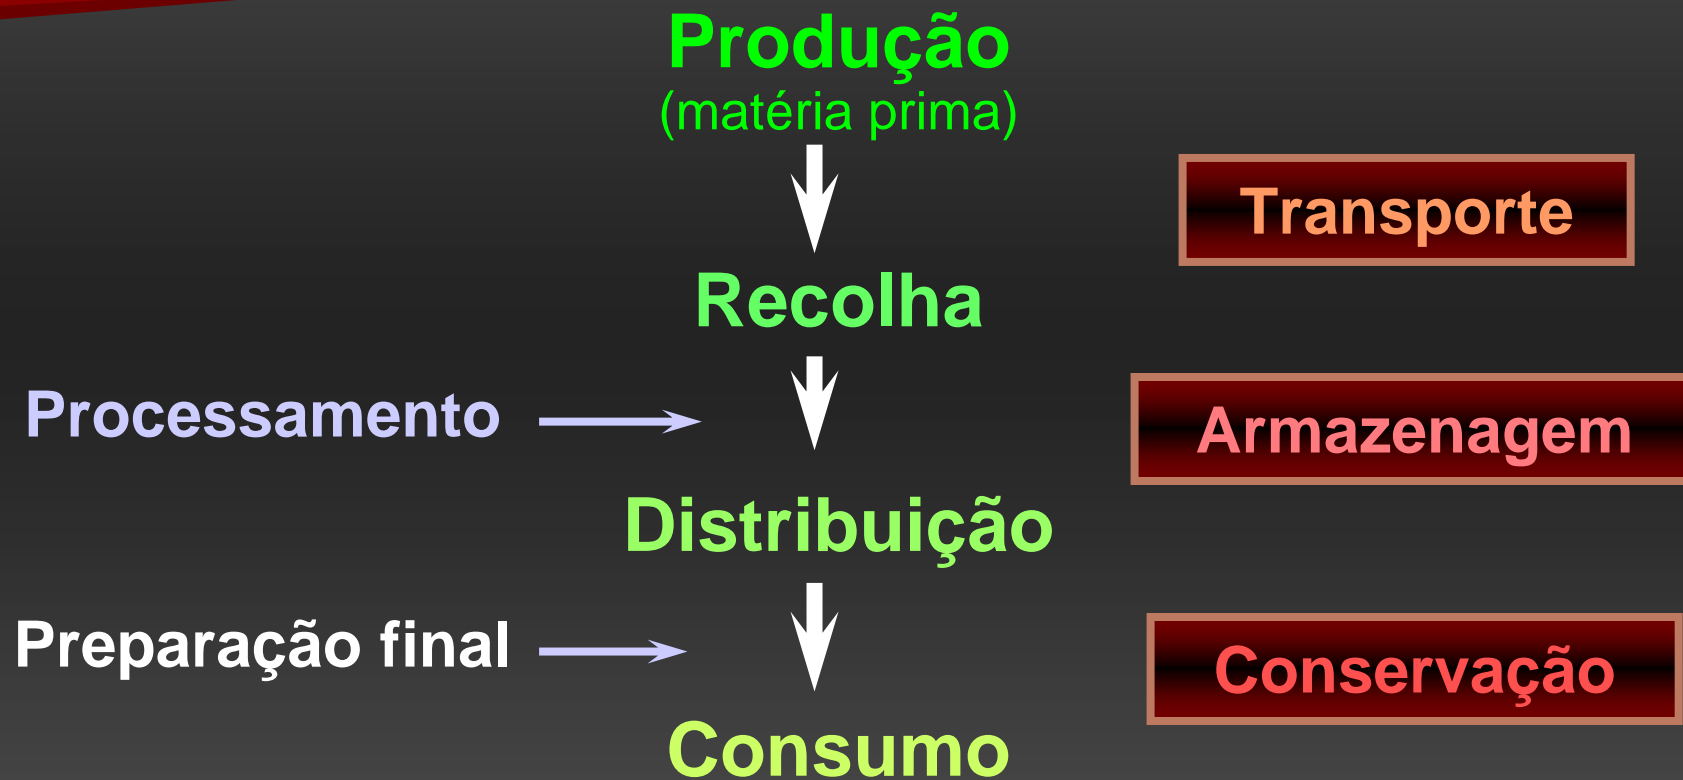 Produção
(matéria prima)
Transporte
Recolha
Processamento
Armazenagem
Distribuição
Preparação final
Conservação
Consumo